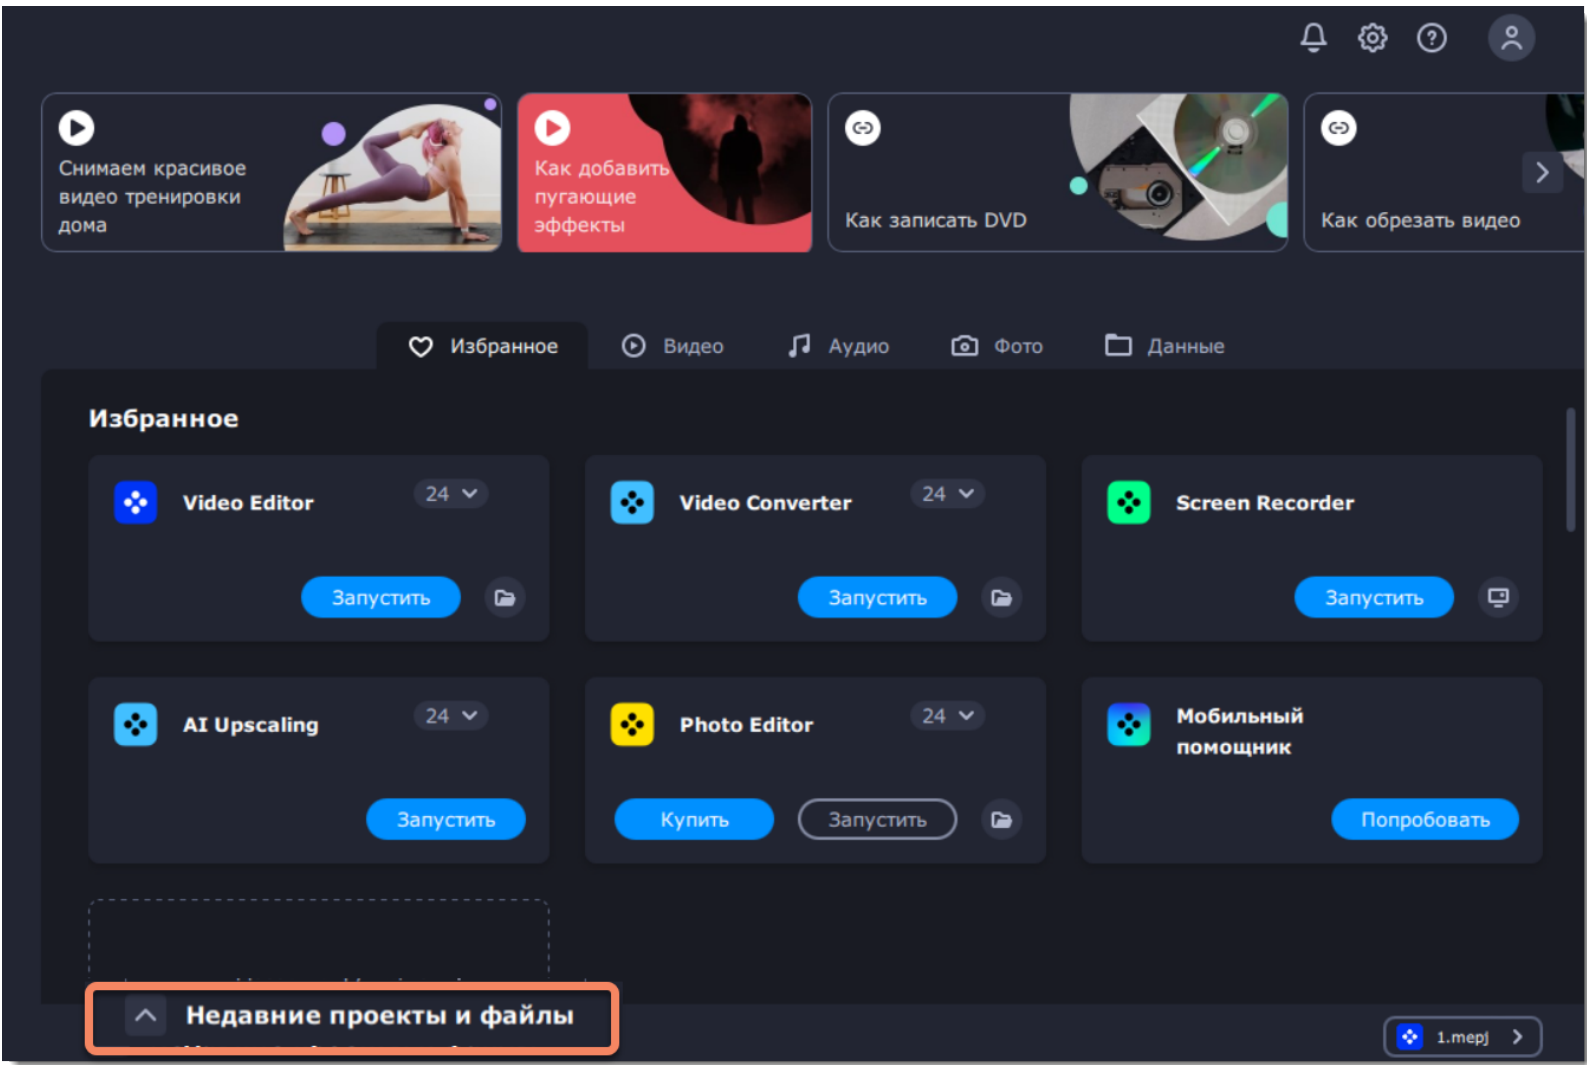 Снимаем красивое
видео тренировки
дома
Как добавить
пугающие
эффекты
Как записать DVD
Как обрезать видео
Избранное
Видео
Аудио
Фото
Данные
Избранное
Video Editor
24
Запустить
Video Converter
24
Запустить
Screen Recorder
Запустить
AI Upscaling
24
Запустить
Photo Editor
24
Купить
Запустить
Мобильный
помощник
Попробовать
Недавние проекты и файлы
1.mepj